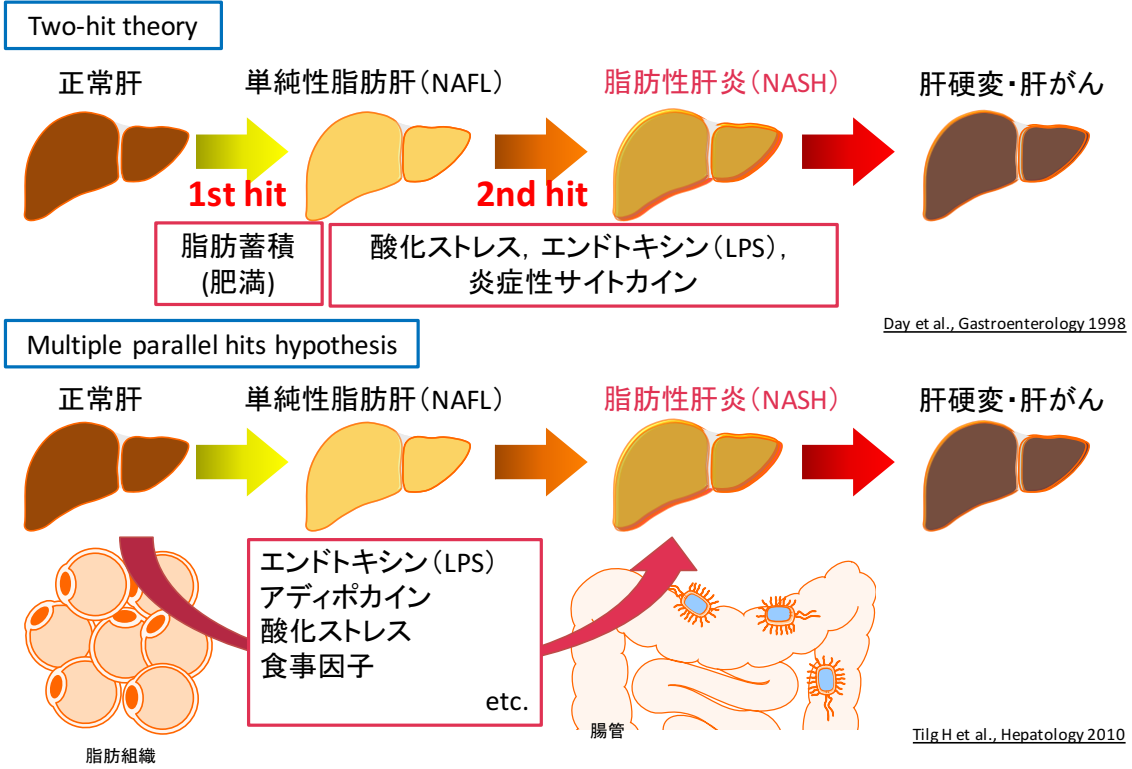 Two-hit theory
正常肝
単純性脂肪肝(NAFL)
脂肪性肝炎(NASH)
肝硬変・肝がん
1st hit
2nd hit
脂肪蓄積
(肥満)
酸化ストレス, エンドトキシン(LPS),
炎症性サイトカイン
Day et al., Gastroenterology 1998
Multiple parallel hits hypothesis
正常肝
単純性脂肪肝(NAFL)
脂肪性肝炎(NASH)
肝硬変・肝がん
エンドトキシン(LPS)
アディポカイン
酸化ストレス
食事因子
etc.
脂肪組織
腸管
Tilg H et al., Hepatology 2010